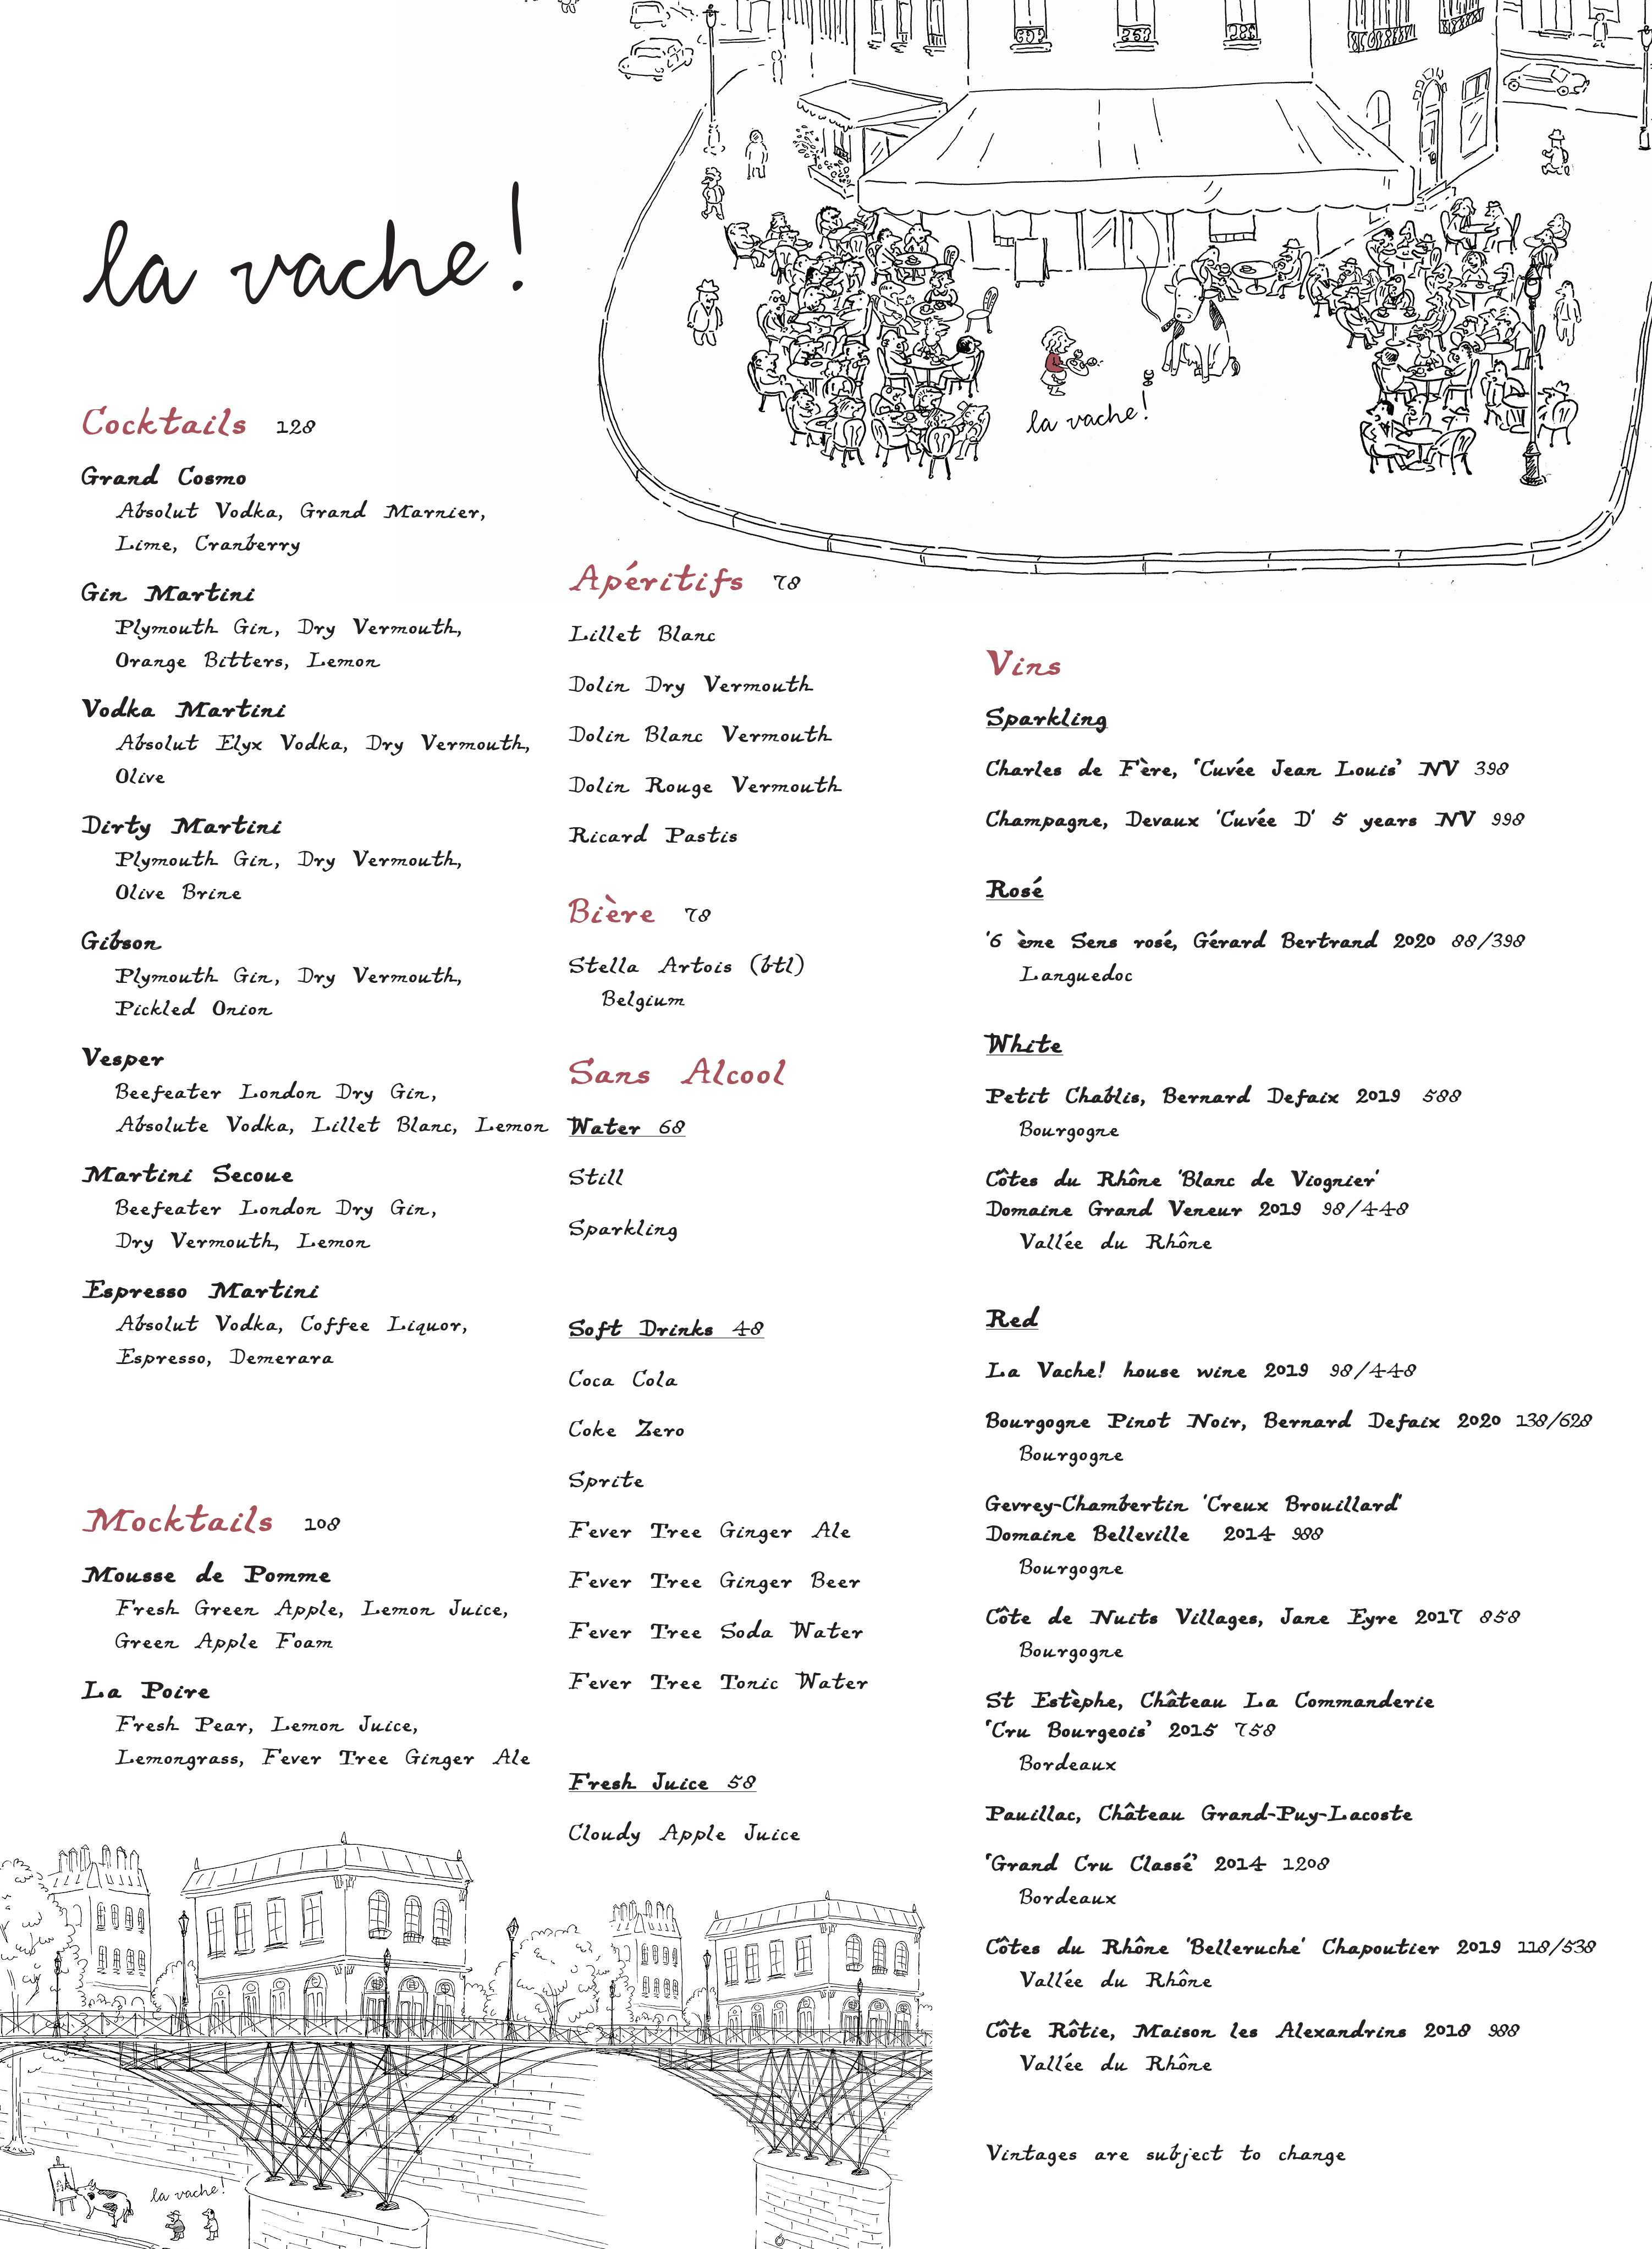 la vache!
la vache!
Cocktails 128
Grand Cosmo
Absolut Vodka, Grand Marnier,
Lime, Cranberry
Gin Martini
Plymouth Gin, Dry Vermouth,
Orange Bitters, Lemon
Vodka Martini
Absolut Elyx Vodka, Dry Vermouth,
Olive
Dirty Martini
Plymouth Gin, Dry Vermouth,
Olive Brine
Gibson
Plymouth Gin, Dry Vermouth,
Pickled Onion
Vesper
Beefeater London Dry Gin,
Absolute Vodka, Lillet Blanc, Lemon
Martini Secoue
Beefeater London Dry Gin,
Dry Vermouth, Lemon
Espresso Martini
Absolut Vodka, Coffee Liquor,
Espresso, Demerara
Mocktails 108
Mousse de Pomme
Fresh Green Apple, Lemon Juice,
Green Apple Foam
La Poire
Fresh Pear, Lemon Juice,
Lemongrass, Fever Tree Ginger Ale
Apéritifs 78
Lillet Blanc
Dolin Dry Vermouth
Dolin Blanc Vermouth
Dolin Rouge Vermouth
Ricard Pastis
Bière 78
Stella Artois (btl)
Belgium
Sans Alcool
Water 68
Still
Sparkling
Soft Drinks 48
Coca Cola
Coke Zero
Sprite
Fever Tree Ginger Ale
Fever Tree Ginger Beer
Fever Tree Soda Water
Fever Tree Tonic Water
Fresh Juice 58
Cloudy Apple Juice
Vins
Sparkling
Charles de Fère, 'Cuvée Jean Louis' NV 398
Champagne, Devaux 'Cuvée D' 5 years NV 998
Rosé
'6 ème Sens rosé, Gérard Bertrand 2020 88/398
Languedoc
White
Petit Chablis, Bernard Defaix 2019 588
Bourgogne
Côtes du Rhône 'Blanc de Viognier'
Domaine Grand Veneur 2019 98/448
Vallée du Rhône
Red
La Vache! house wine 2019 98/448
Bourgogne Pinot Noir, Bernard Defaix 2020 138/628
Bourgogne
Gevrey-Chambertin 'Creux Brouillard'
Domaine Belleville 2014 988
Bourgogne
Côte de Nuits Villages, Jane Eyre 2017 858
Bourgogne
St Estèphe, Château La Commanderie
'Cru Bourgeois' 2015 758
Bordeaux
Pauillac, Château Grand-Puy-Lacoste
'Grand Cru Classé' 2014 1208
Bordeaux
Côtes du Rhône 'Belleruche' Chapoutier 2019 118/538
Vallée du Rhône
Côte Rôtie, Maison les Alexandrins 2018 988
Vallée du Rhône
Vintages are subject to change
la vache!